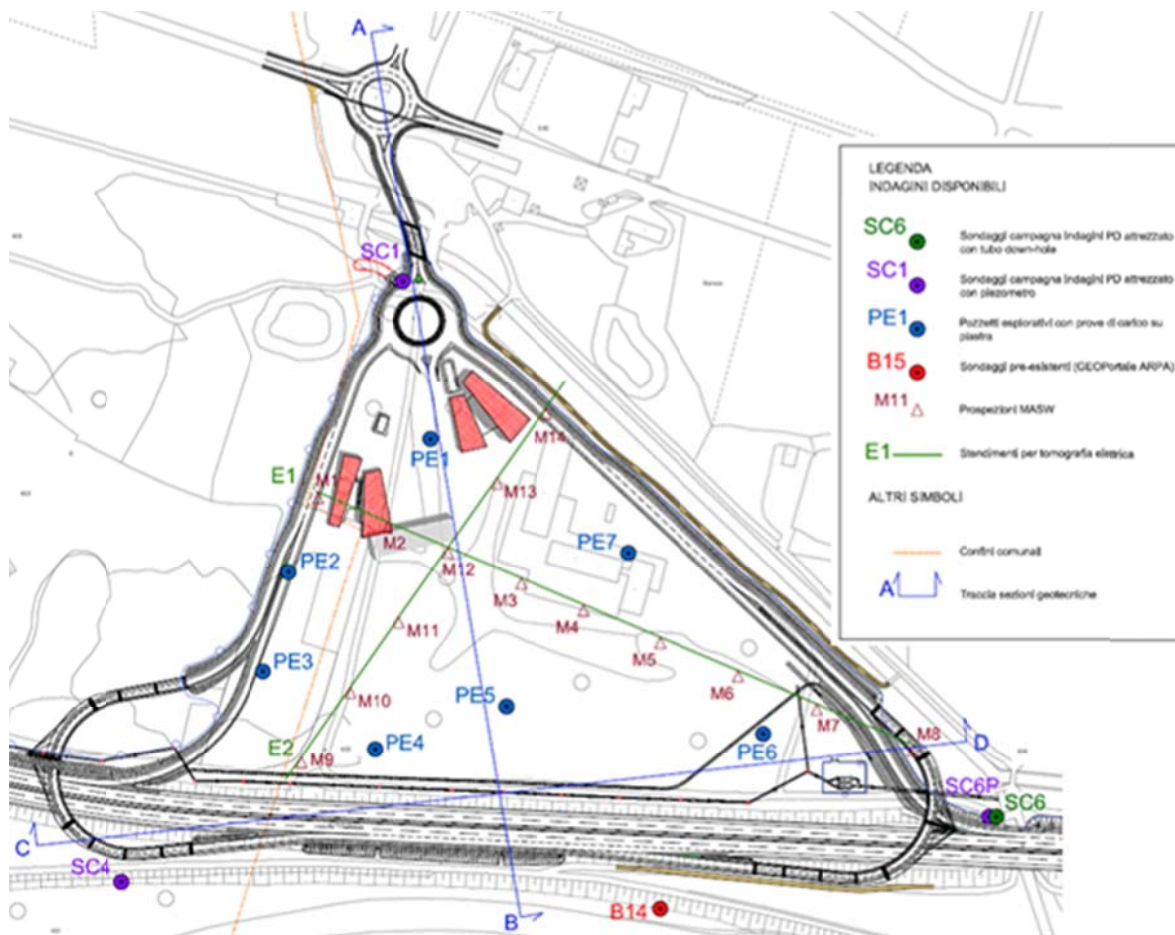 A
LEGENDA
INDAGINI DISPONIBILI
SC6
Sondaggi campagna indagini PD attrezzato
con tubo down-hole
SC1
Sondaggi campagna indagini PD attrezzato
con piezometro
PE1
Pozzetti esplorativi con prove di carico su
piastra
B15
Sondaggi pre-esistenti (GEOPortale ARPA)
M11
Prospezioni MASW
E1
Stendimenti per tomografia elettrica
ALTRI SIMBOLI
Confini comunali
A
Traccia sezioni geotecniche
SC1
M14
PE1
E1
M1
M13
M2
PE7
M12
PE2
M3
M4
M11
M5
PE3
M6
M10
PE5
M7
M8
PE6
E2
PE4
M9
D
SC6P
SC6
C
SC4
B14
B